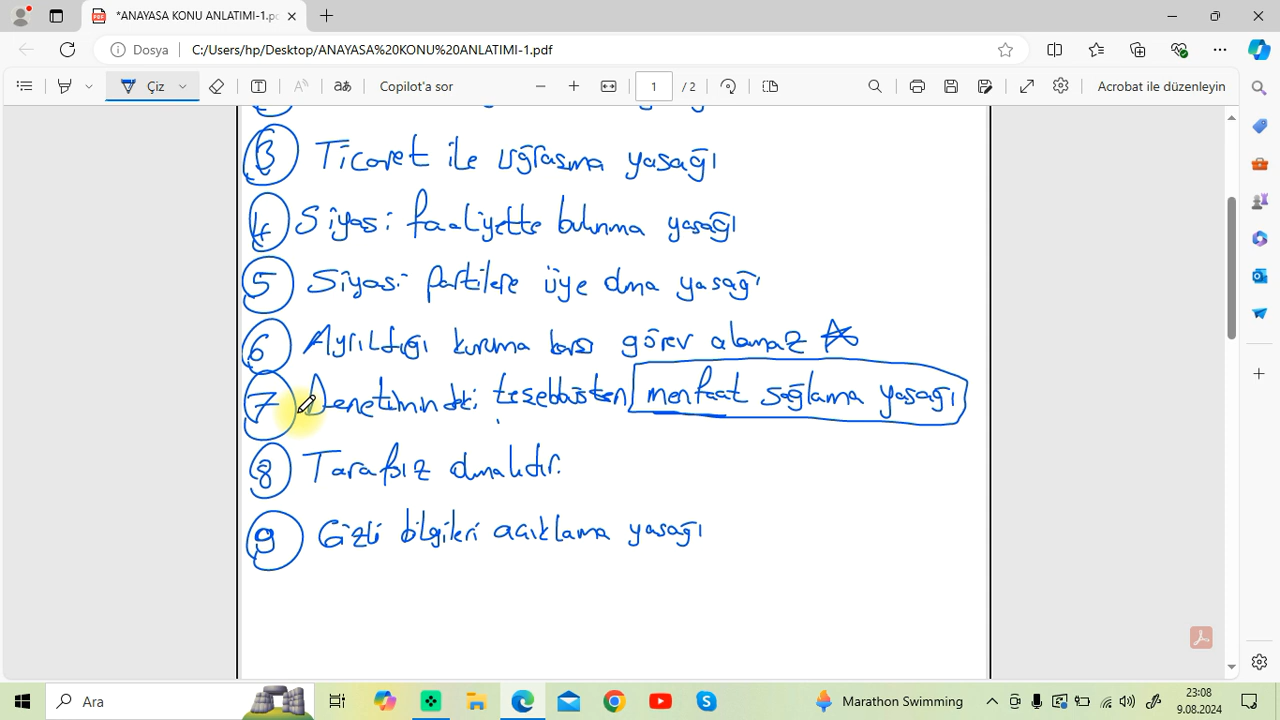 *ANAYASA KONU ANLATIMI-1.pd
Dosya C:/Users/hp/Desktop/ANAYASA%20KONU%20ANLATIMI-1.pdf
Çiz aあ Copilot'a sor 1 / 2 Acrobat ile düzenleyin
3 Ticaret ile uğraşma yasağı
4 Siyasi faaliyette bulunma yasağı
5 Siyasi partilere üye olma yasağı
6 Ayrıldığı kuruma karşı görev alamaz
7 Denetimindeki teşebbüsten menfaat sağlama yasağı
8 Tarafsız olmalıdır.
9 Gizli bilgileri açıklama yasağı
Ara Marathon Swimming 23:08
9.08.2024